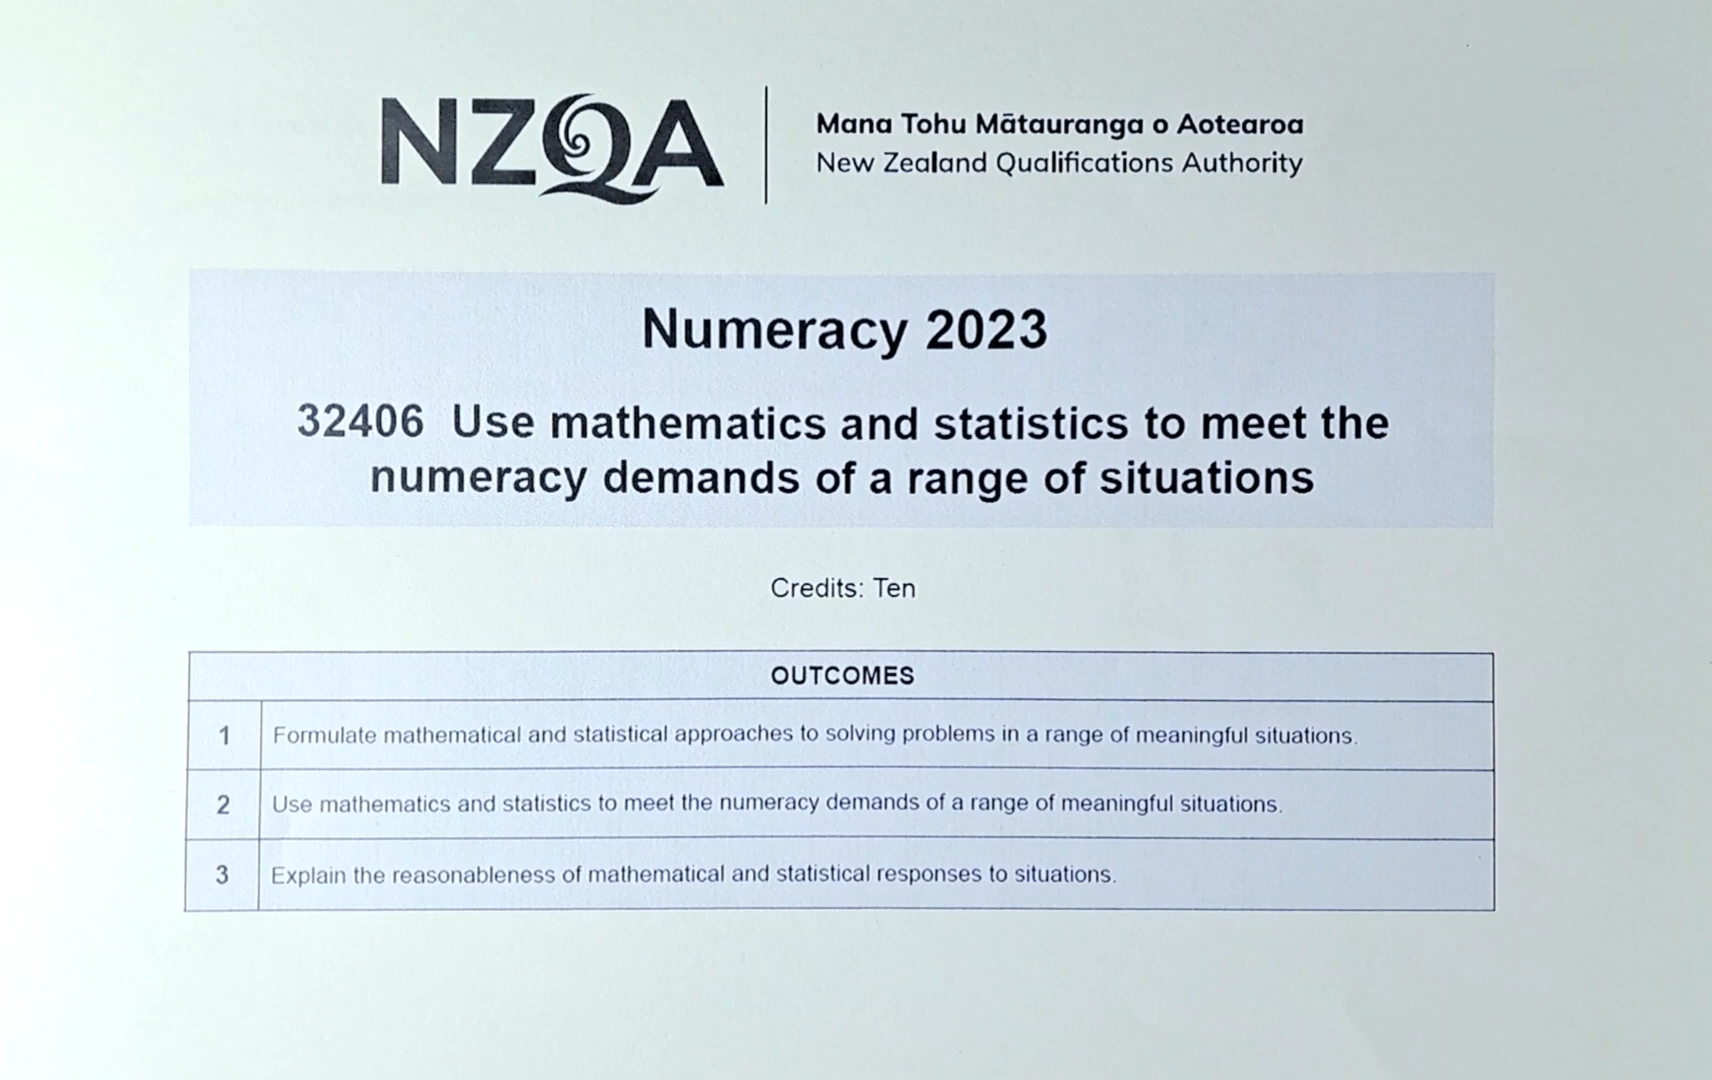 NZQA
Mana Tohu Mātauranga o Aotearoa
New Zealand Qualifications Authority
Numeracy 2023
32406 Use mathematics and statistics to meet the
numeracy demands of a range of situations
Credits: Ten
OUTCOMES
1 Formulate mathematical and statistical approaches to solving problems in a range of meaningful situations.
2 Use mathematics and statistics to meet the numeracy demands of a range of meaningful situations.
3 Explain the reasonableness of mathematical and statistical responses to situations.